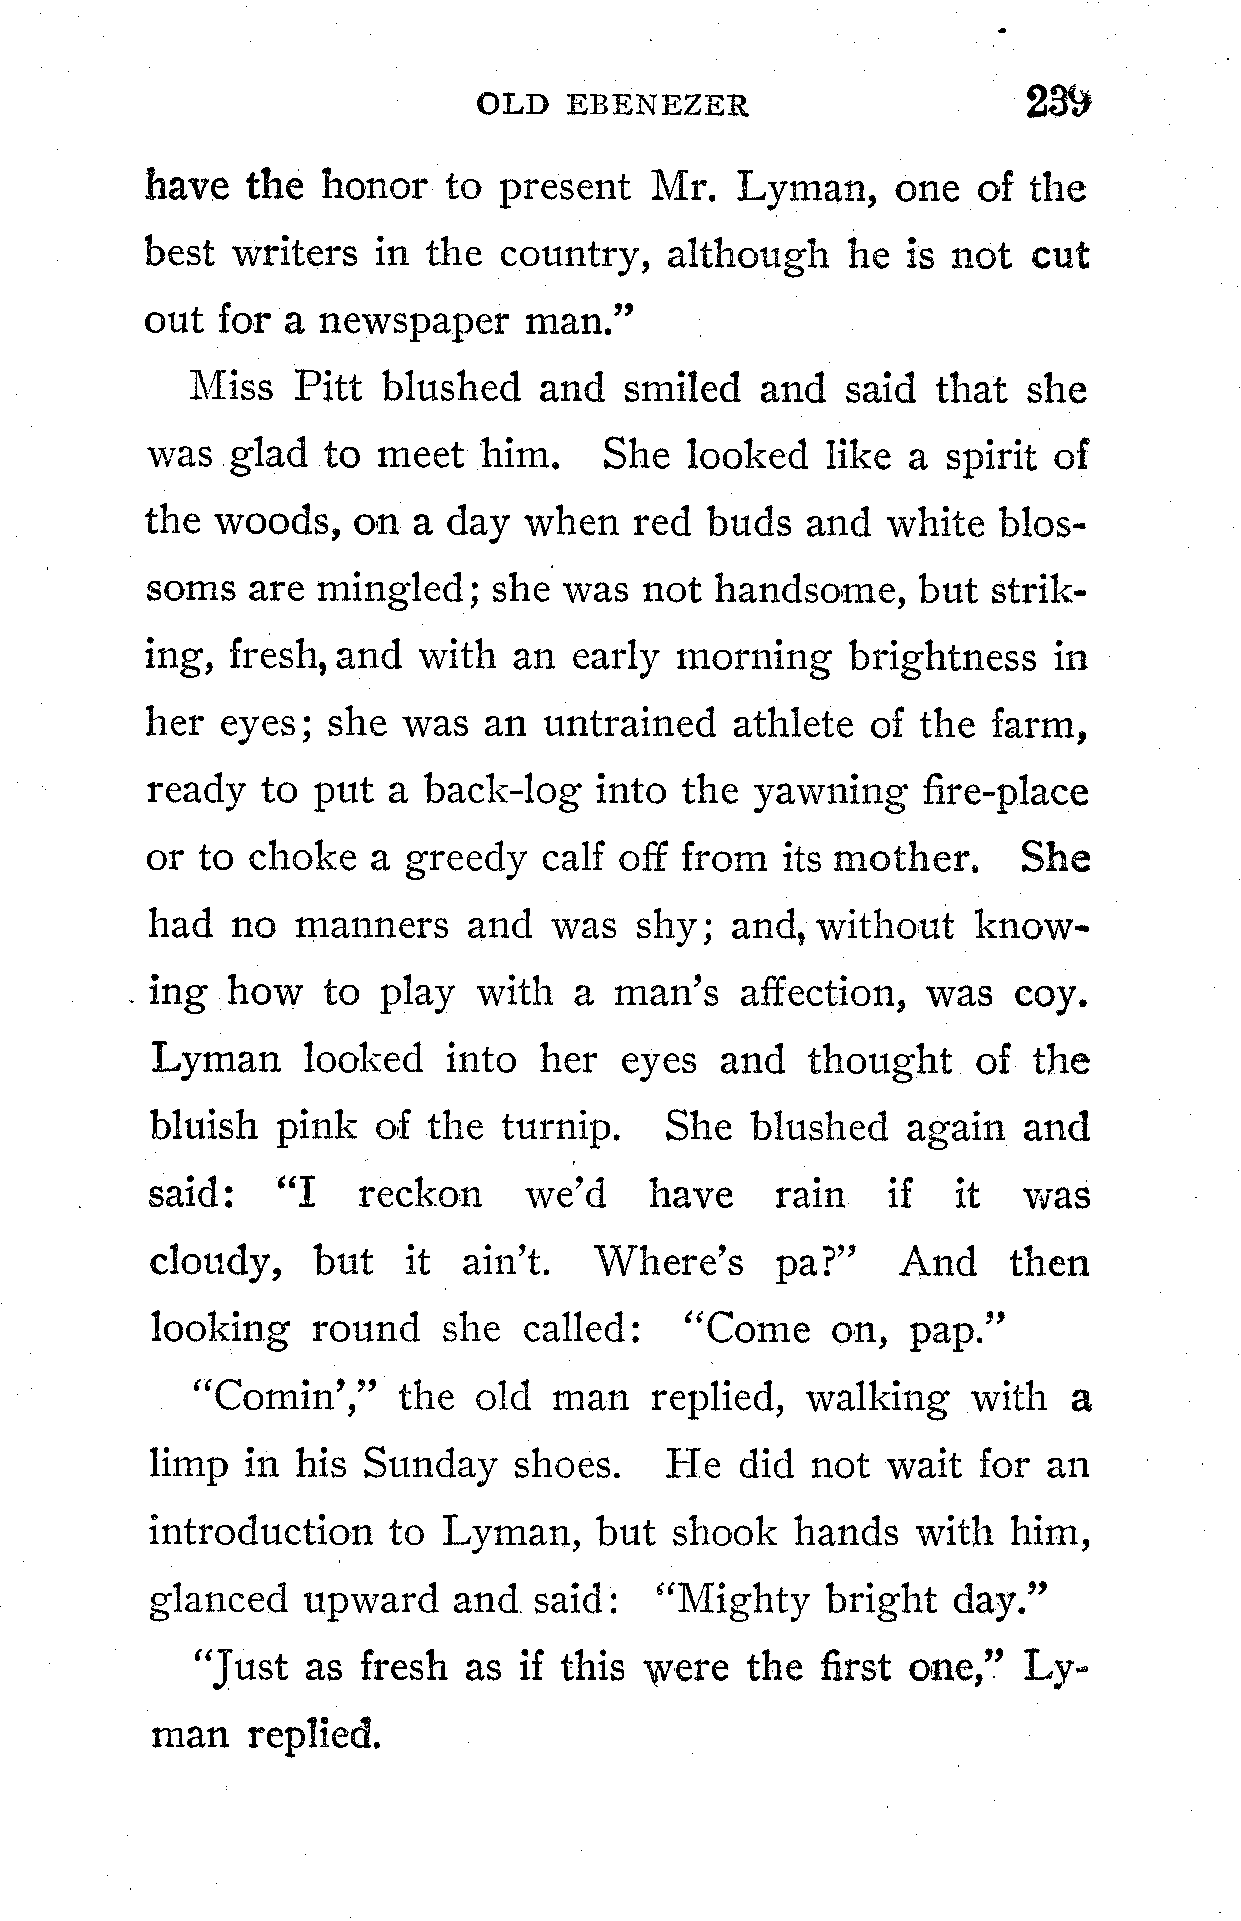 OLD EBENEZER 239
have the honor to present Mr. Lyman, one of the
best writers in the country, although he is not cut
out for a newspaper man.”
Miss Pitt blushed and smiled and said that she
was glad to meet him. She looked like a spirit of
the woods, on a day when red buds and white blos-
soms are mingled; she was not handsome, but strik-
ing, fresh, and with an early morning brightness in
her eyes; she was an untrained athlete of the farm,
ready to put a back-log into the yawning fire-place
or to choke a greedy calf off from its mother. She
had no manners and was shy; and, without know-
ing how to play with a man’s affection, was coy.
Lyman looked into her eyes and thought of the
bluish pink of the turnip. She blushed again and
said: “I reckon we’d have rain if it was
cloudy, but it ain’t. Where’s pa?” And then
looking round she called: “Come on, pap.”
“Comin’,” the old man replied, walking with a
limp in his Sunday shoes. He did not wait for an
introduction to Lyman, but shook hands with him,
glanced upward and said: “Mighty bright day.”
“Just as fresh as if this were the first one,” Ly-
man replied.